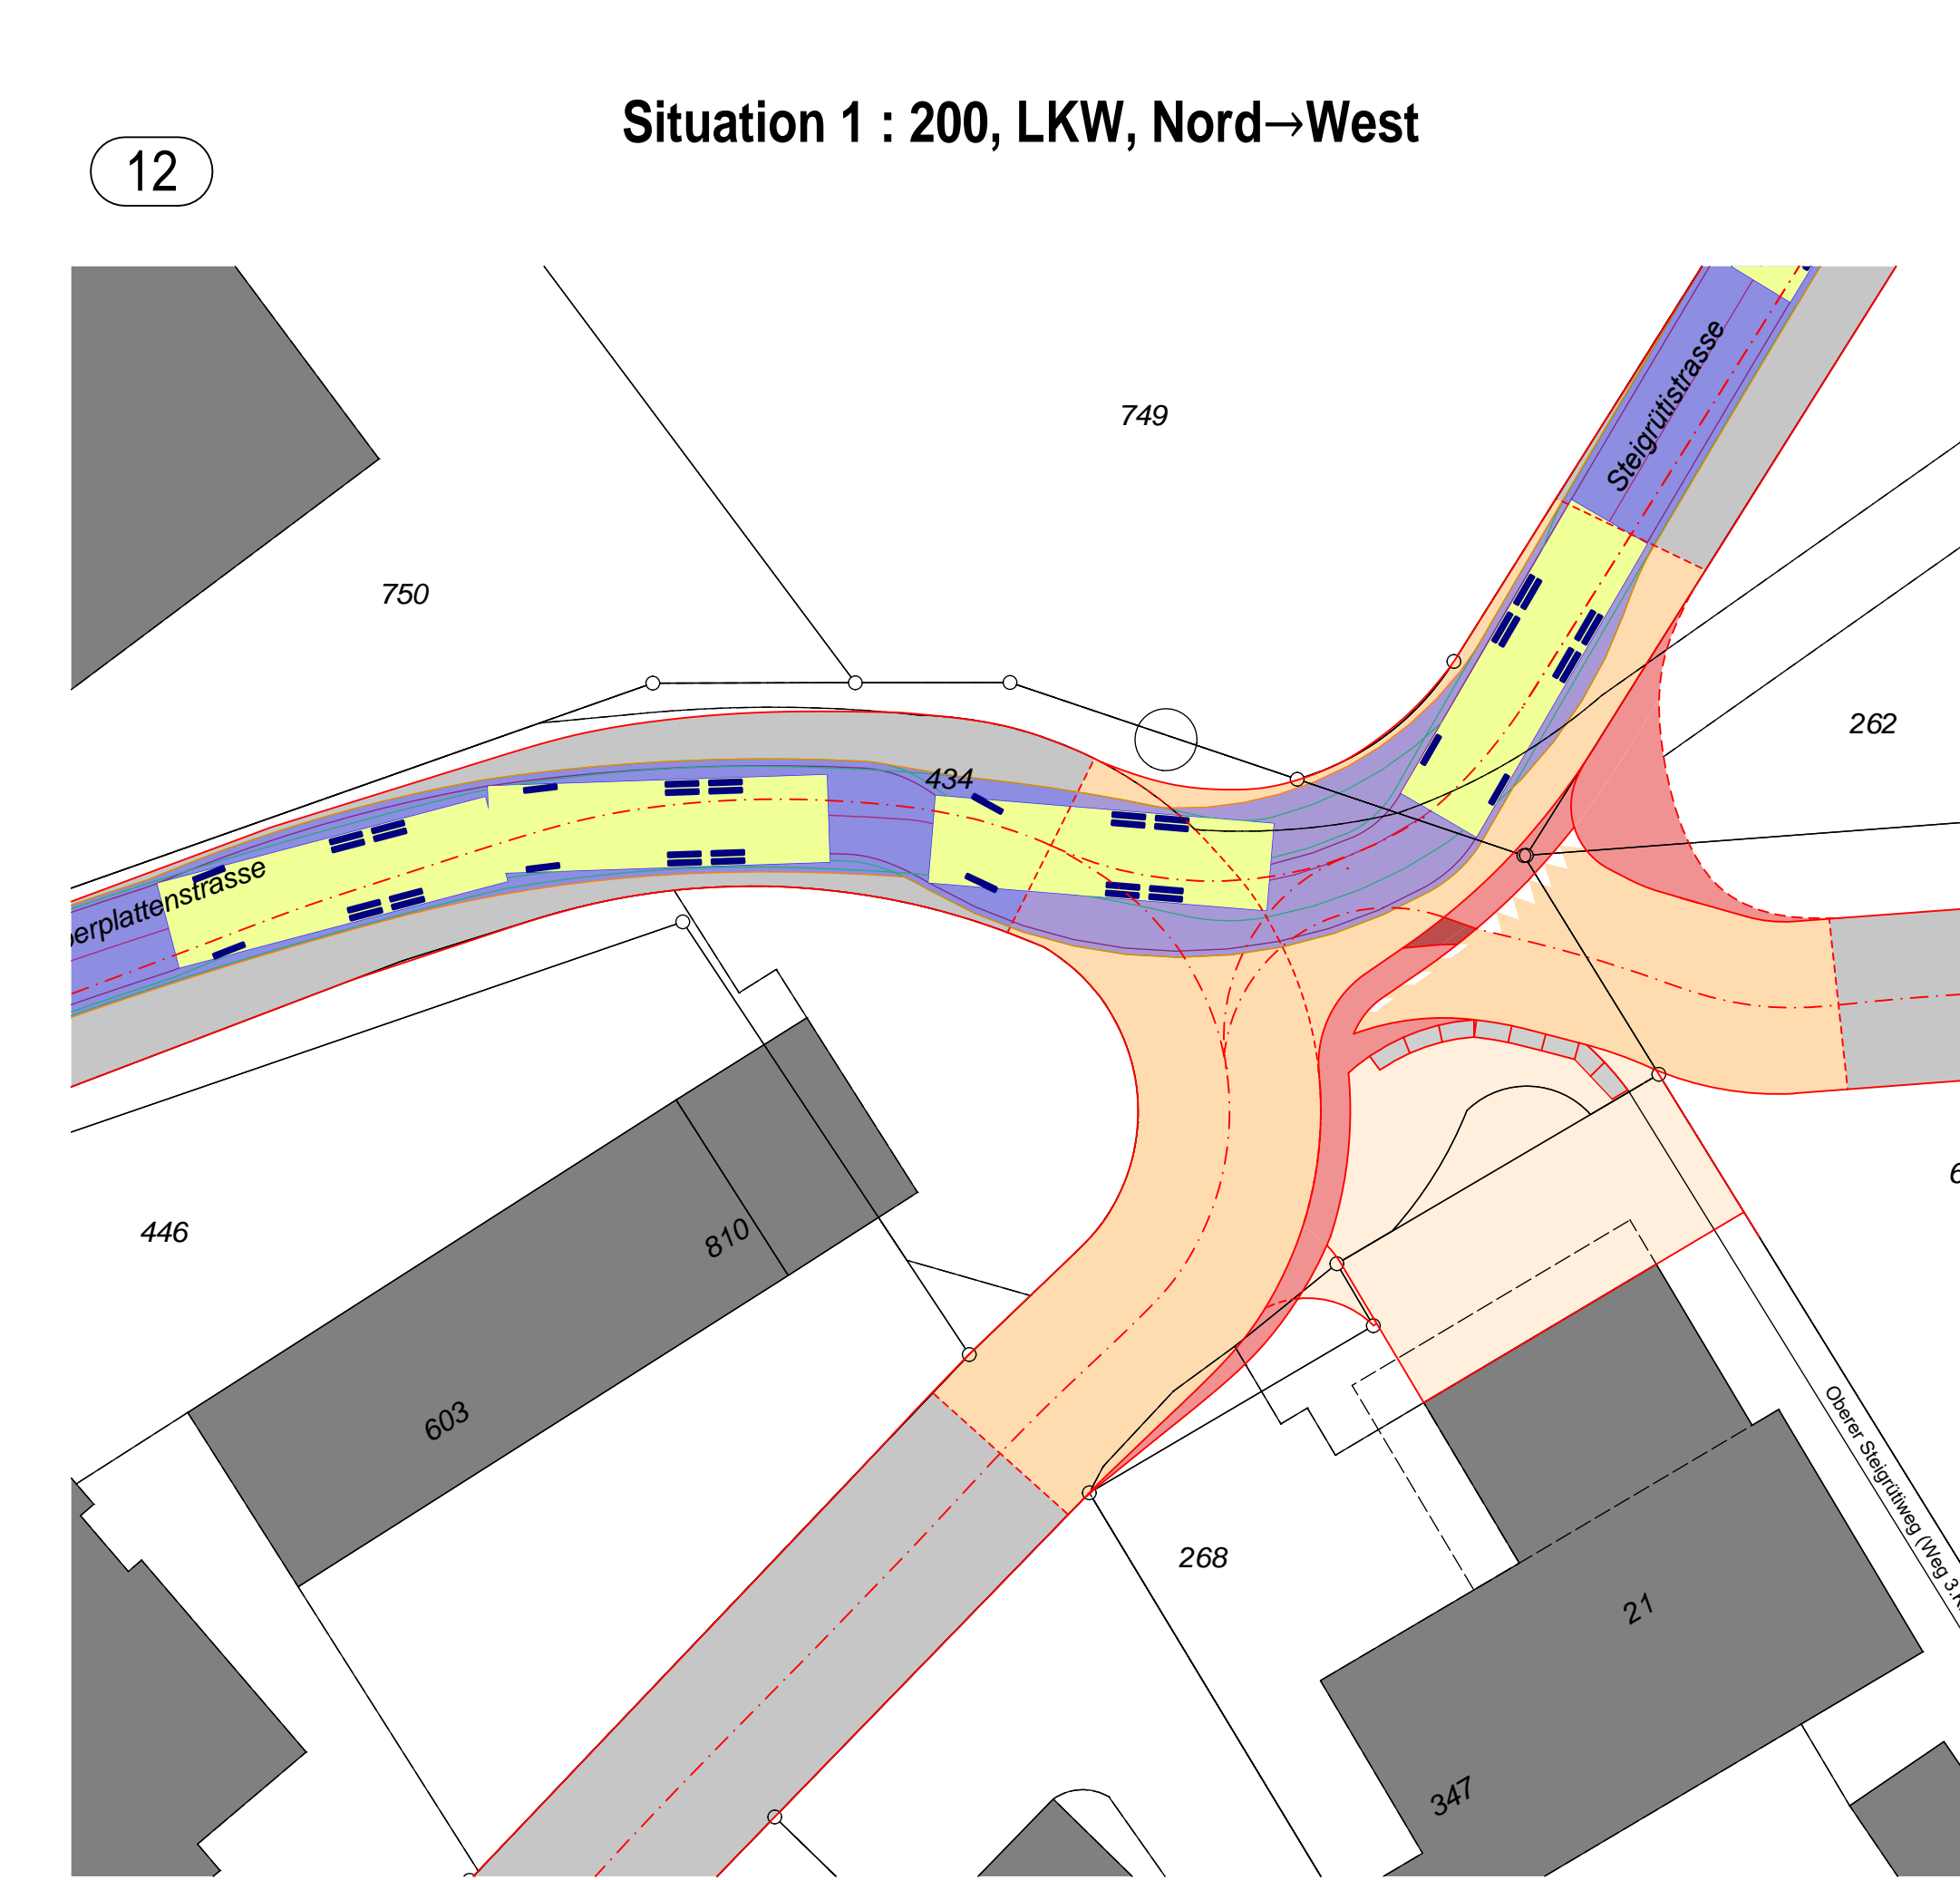 Situation 1 : 200, LKW, Nord→West
12
Steigrütistrasse
749
750
262
434
berplattenstrasse
446
810
603
Oberer Steigrütiweg (Weg 3.K
268
21
347